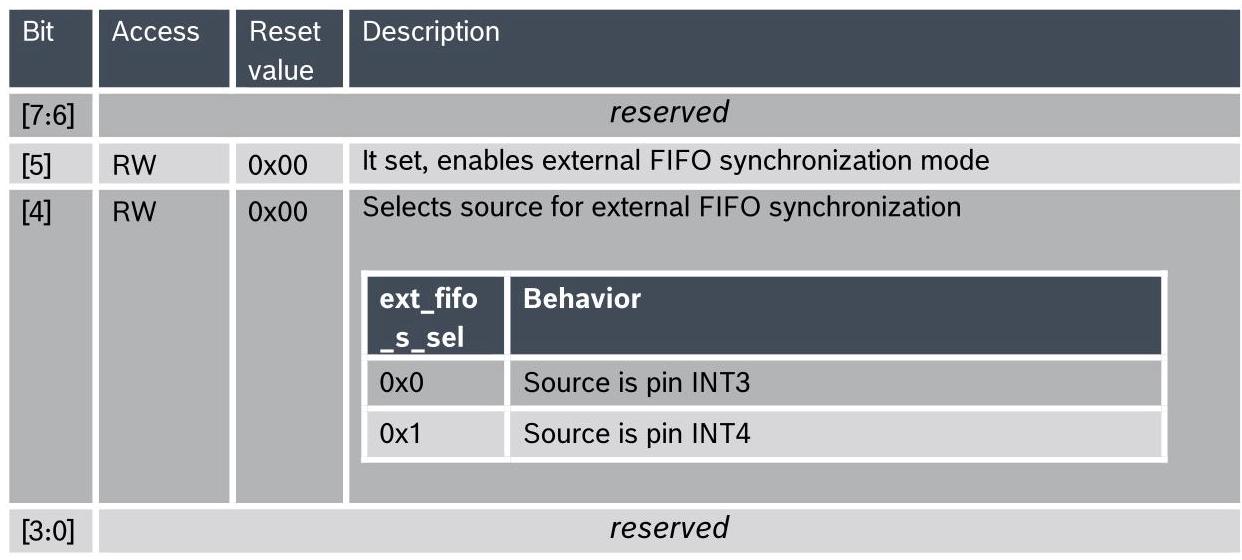 Bit Access Reset value Description
[7:6] reserved
[5] RW 0x00 It set, enables external FIFO synchronization mode
[4] RW 0x00 Selects source for external FIFO synchronization
ext_fifo
_s_sel Behavior
0x0 Source is pin INT3
0x1 Source is pin INT4
[3:0] reserved